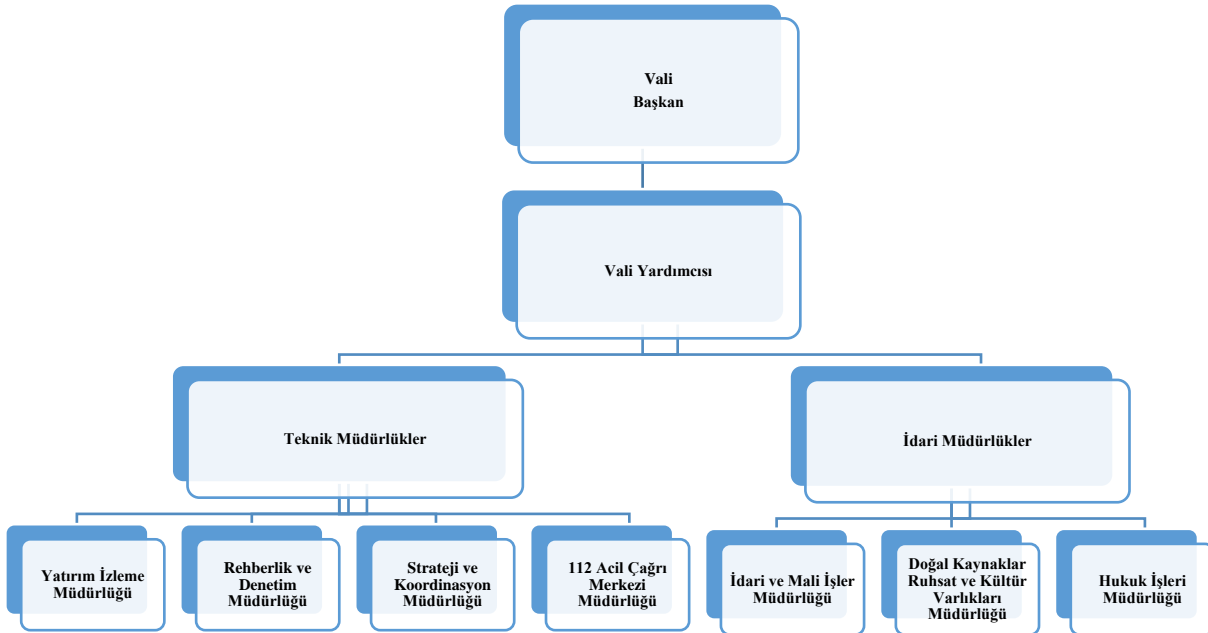 Vali
Başkan
Vali Yardımcısı
Teknik Müdürlükler
İdari Müdürlükler
Yatırım İzleme
Müdürlüğü
Rehberlik ve
Denetim
Müdürlüğü
Strateji ve
Koordinasyon
Müdürlüğü
112 Acil Çağrı
Merkezi
Müdürlüğü
İdari ve Mali İşler
Müdürlüğü
Doğal Kaynaklar
Ruhsat ve Kültür
Varlıkları
Müdürlüğü
Hukuk İşleri
Müdürlüğü